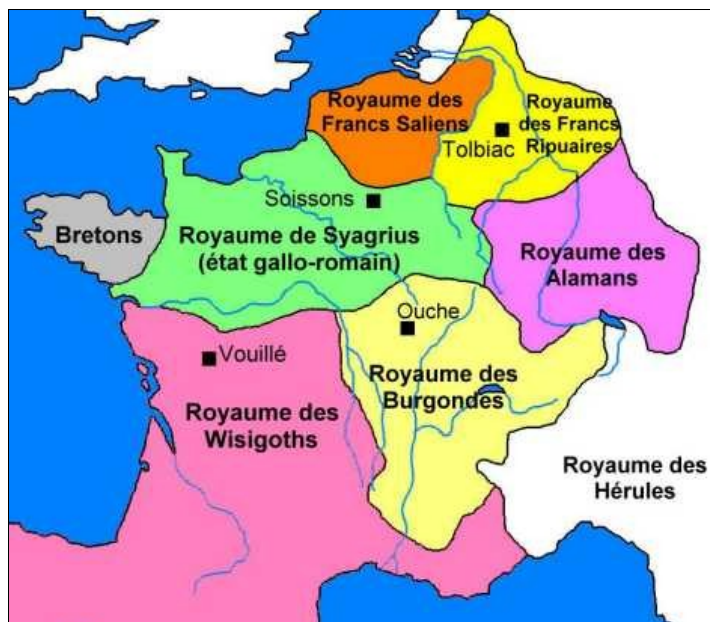 Royaume des
Francs Saliens
Royaume
des Francs
Ripuaires
Tolbiac
Soissons
Bretons
Royaume de Syagrius
(état gallo-romain)
Royaume des
Alamans
Ouche
Vouillé
Royaume des
Burgondes
Royaume des
Wisigoths
Royaume des
Hérules